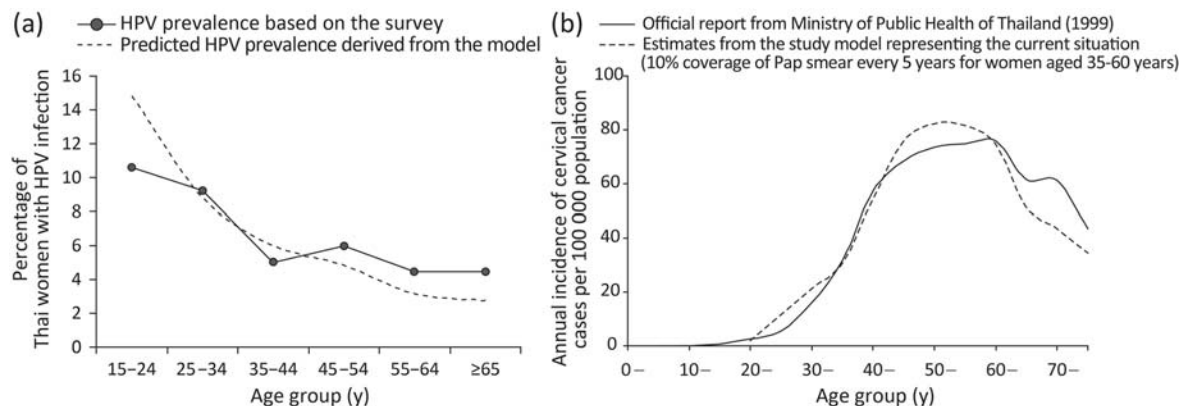 (a)
HPV prevalence based on the survey
Predicted HPV prevalence derived from the model
Percentage of
Thai women with HPV infection
16
14
12
10
8
6
4
2
0
15–24 25–34 35–44 45–54 55–64 ≥65
Age group (y)
(b)
Official report from Ministry of Public Health of Thailand (1999)
Estimates from the study model representing the current situation
(10% coverage of Pap smear every 5 years for women aged 35-60 years)
Annual incidence of cervical cancer
cases per 100 000 population
100
80
60
40
20
0
0– 10– 20– 30– 40– 50– 60– 70–
Age group (y)